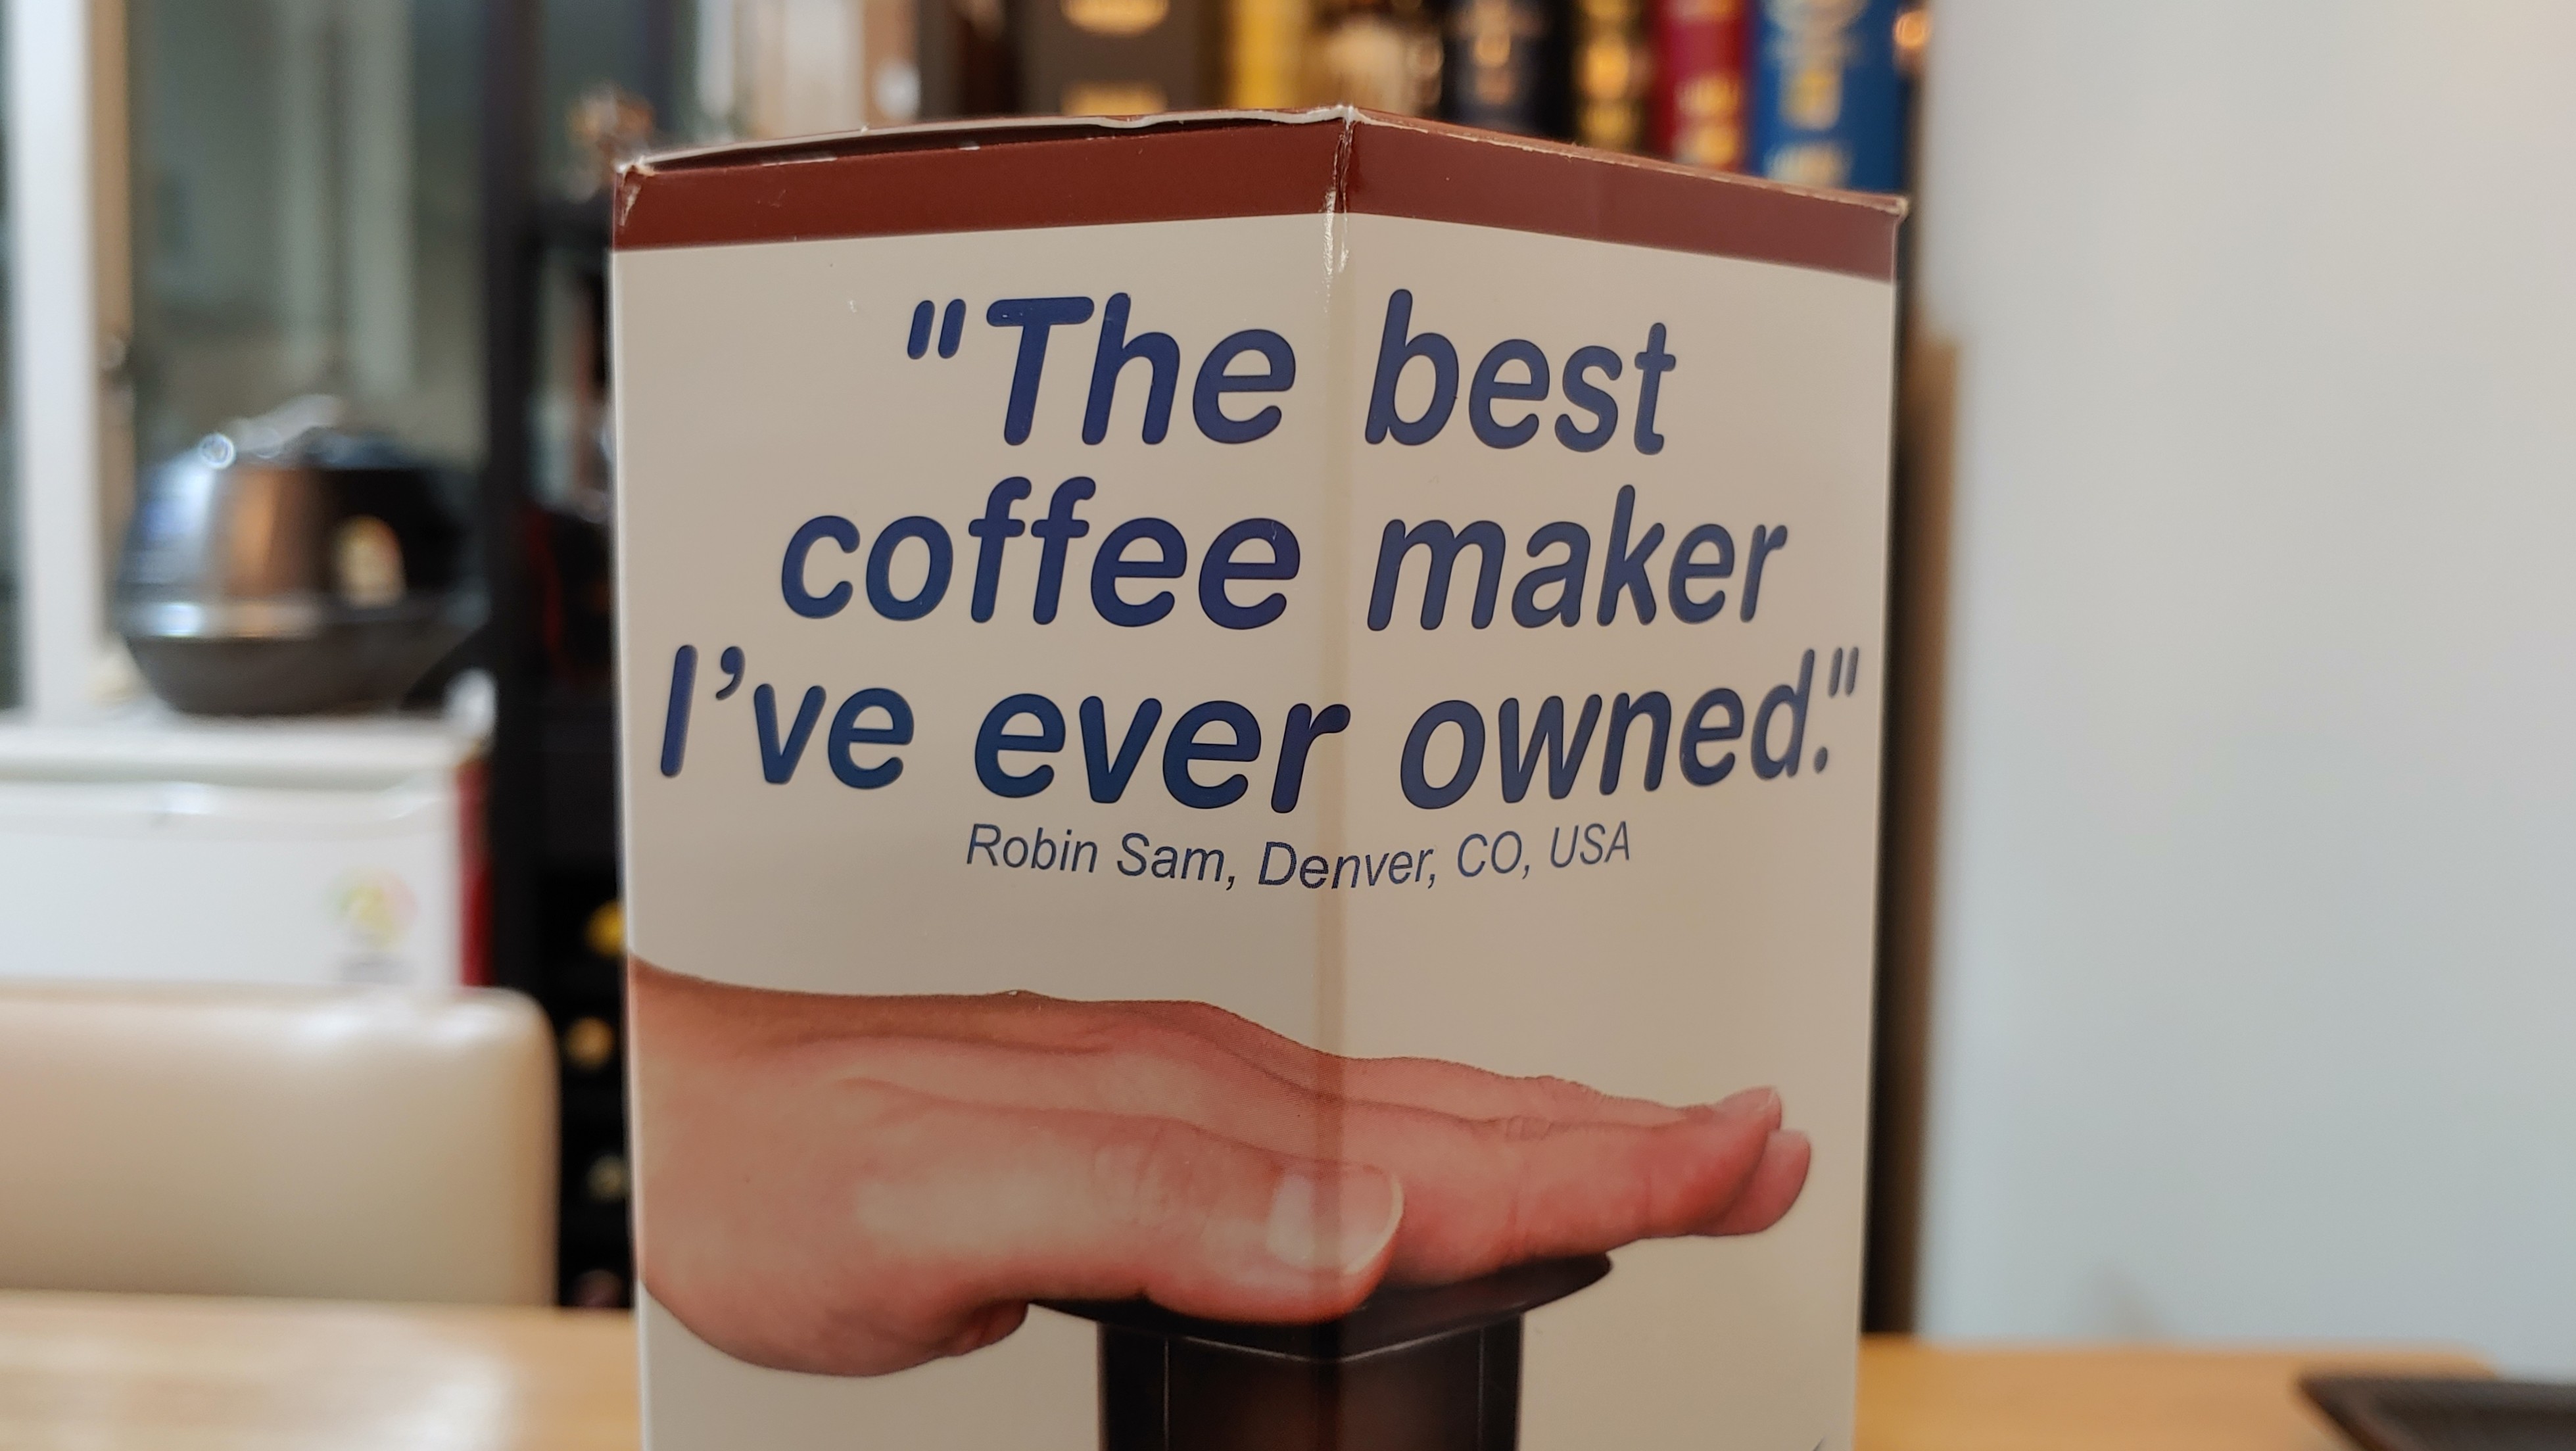 "The best
coffee maker
I've ever owned."
Robin Sam, Denver, CO, USA